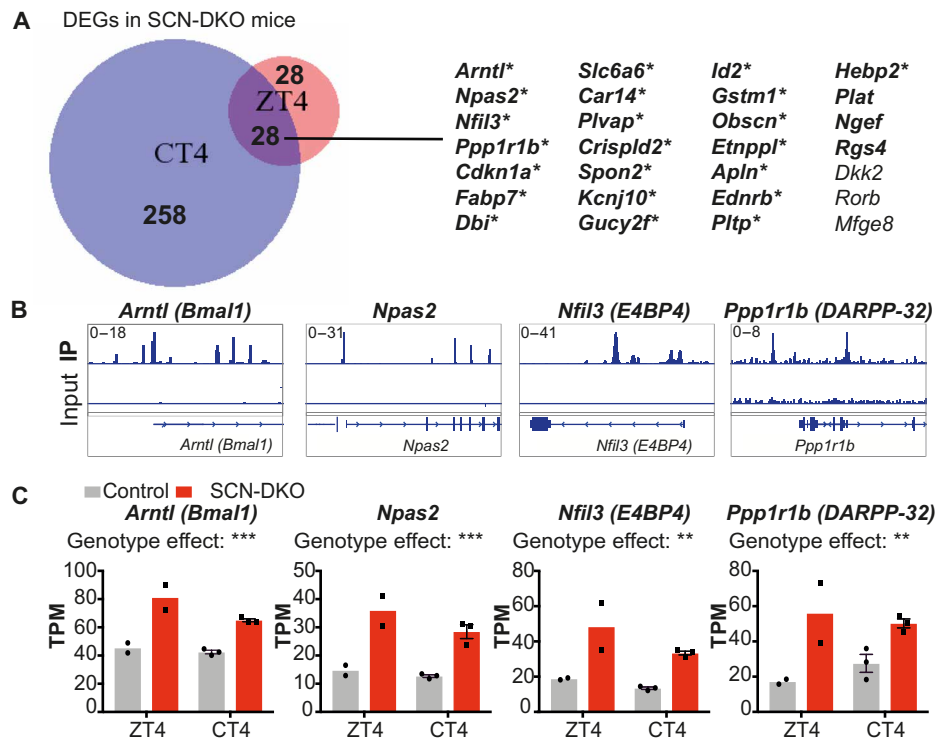 A
DEGs in SCN-DKO mice
28
ZT4
28
CT4
258
Arntl* Slc6a6* Id2* Hebp2*
Npas2* Car14* Gstm1* Plat
Nfil3* Plvap* Obscn* Ngef
Ppp1r1b* Crispld2* Etnppl* Rgs4
Cdkn1a* Spon2* Apln* Dkk2
Fabp7* Kcnj10* Ednrb* Rorb
Dbi* Gucy2f* Pltp* Mfge8
B
Arntl (Bmal1) Npas2 Nfil3 (E4BP4) Ppp1r1b (DARPP-32)
0–18 0–31 0–41 0–8
IP
Input
Arntl (Bmal1) Npas2 Nfil3 (E4BP4) Ppp1r1b
C
Control SCN-DKO
Arntl (Bmal1) Npas2 Nfil3 (E4BP4) Ppp1r1b (DARPP-32)
Genotype effect: *** Genotype effect: *** Genotype effect: ** Genotype effect: **
TPM
100
80
60
40
20
0
ZT4 CT4
TPM
50
40
30
20
10
0
ZT4 CT4
TPM
80
60
40
20
0
ZT4 CT4
TPM
80
60
40
20
0
ZT4 CT4